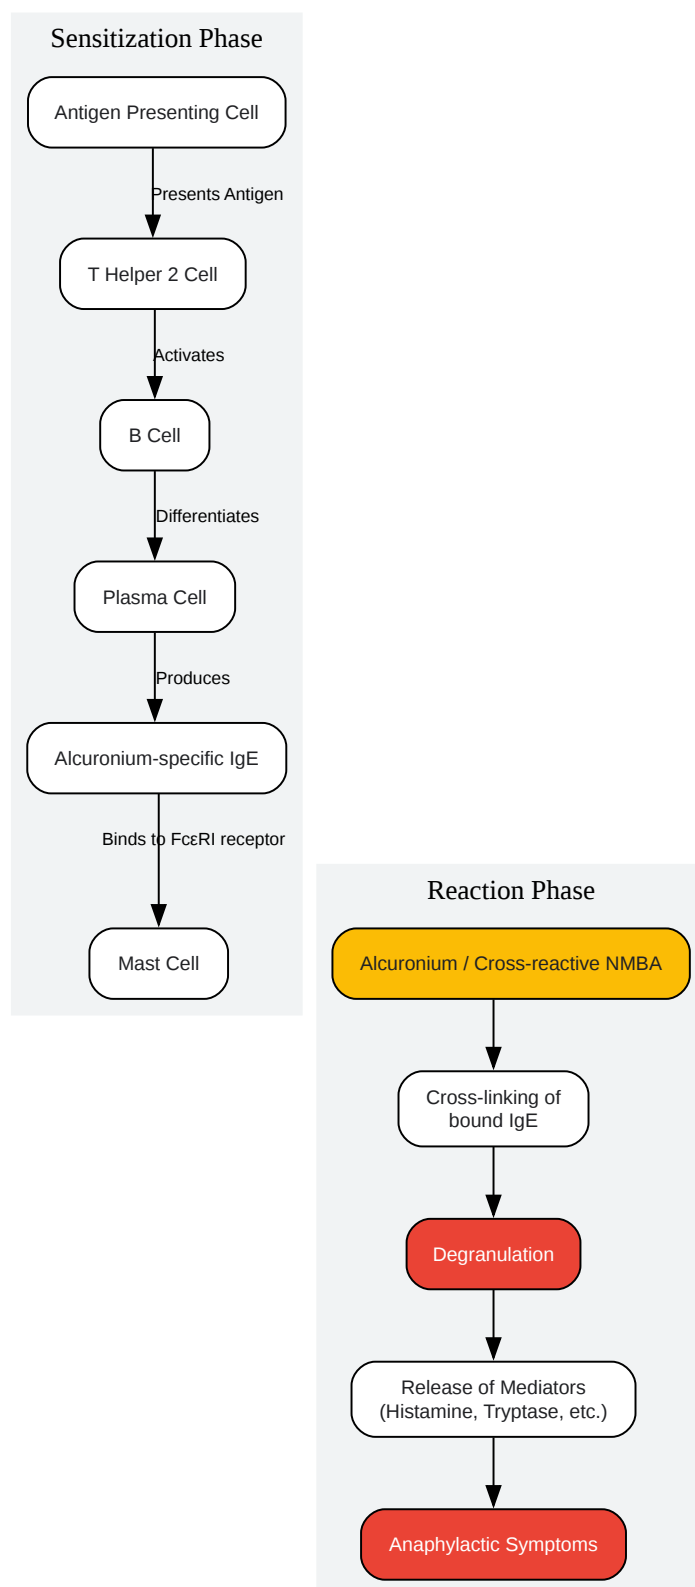 Sensitization Phase
Antigen Presenting Cell
Presents Antigen
T Helper 2 Cell
Activates
B Cell
Differentiates
Plasma Cell
Produces
Alcuronium-specific IgE
Binds to FcεRI receptor
Mast Cell
Reaction Phase
Alcuronium / Cross-reactive NMBA
Cross-linking of
bound IgE
Degranulation
Release of Mediators
(Histamine, Tryptase, etc.)
Anaphylactic Symptoms